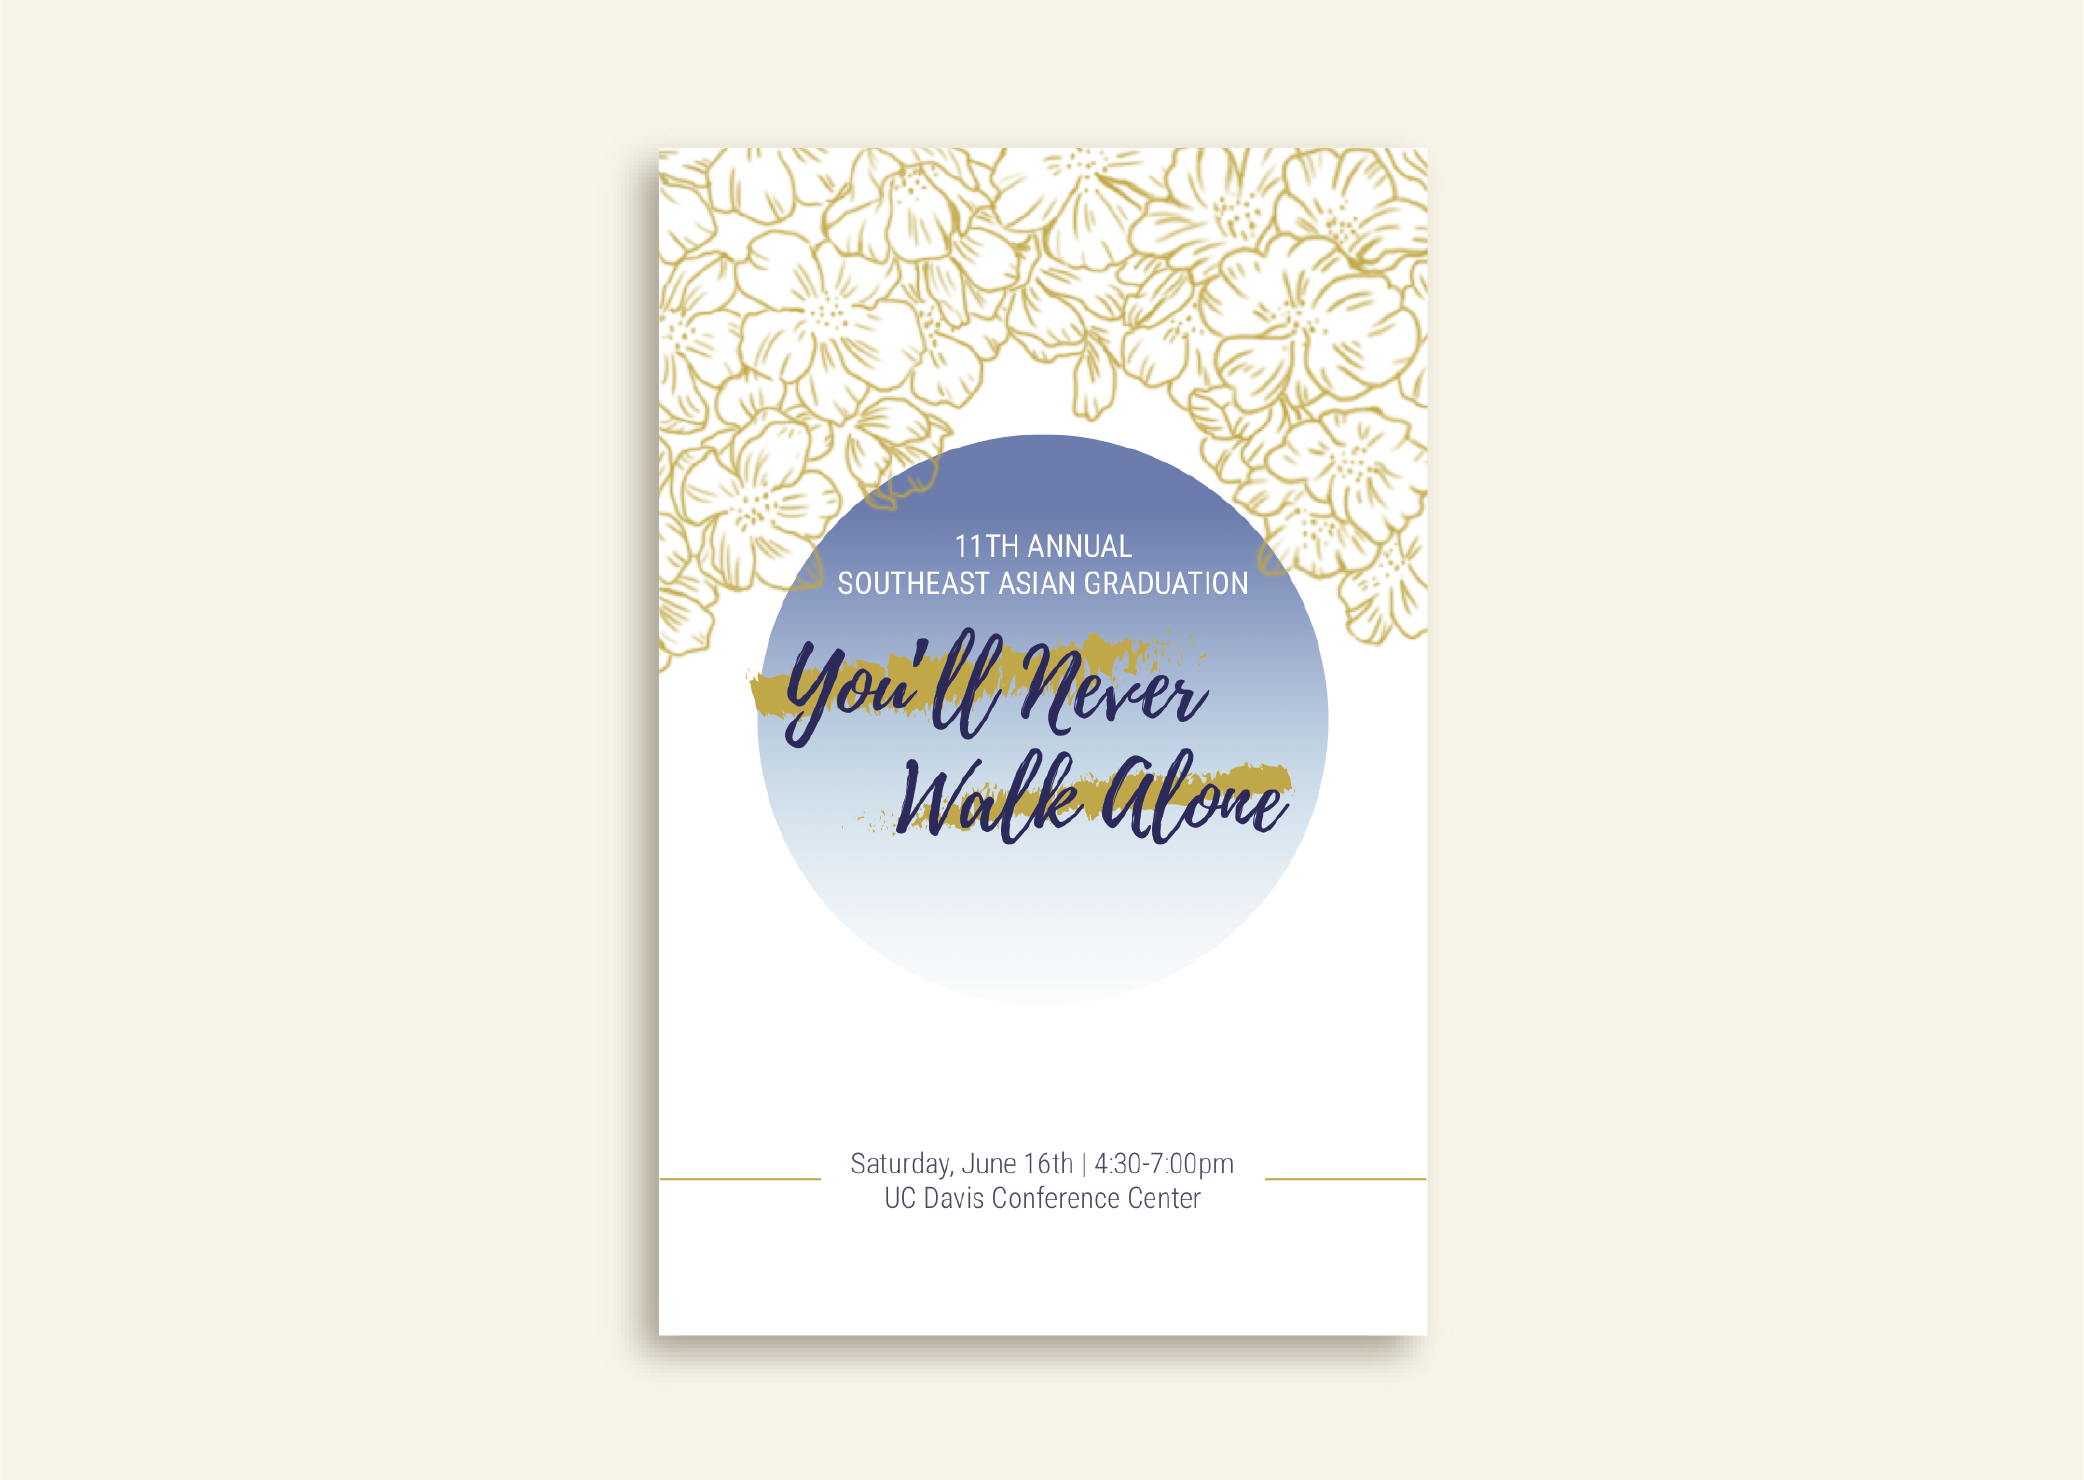 11TH ANNUAL
SOUTHEAST ASIAN GRADUATION
You'll Never
Walk Alone
Saturday, June 16th | 4:30-7:00pm
UC Davis Conference Center